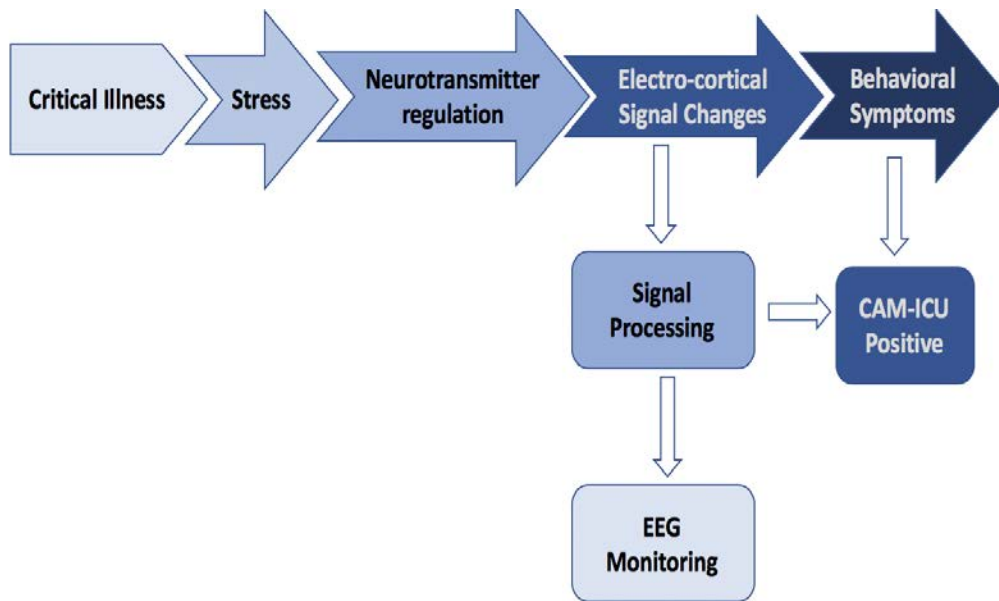 Critical Illness
Stress
Neurotransmitter
regulation
Electro-cortical
Signal Changes
Behavioral
Symptoms
Signal
Processing
CAM-ICU
Positive
EEG
Monitoring